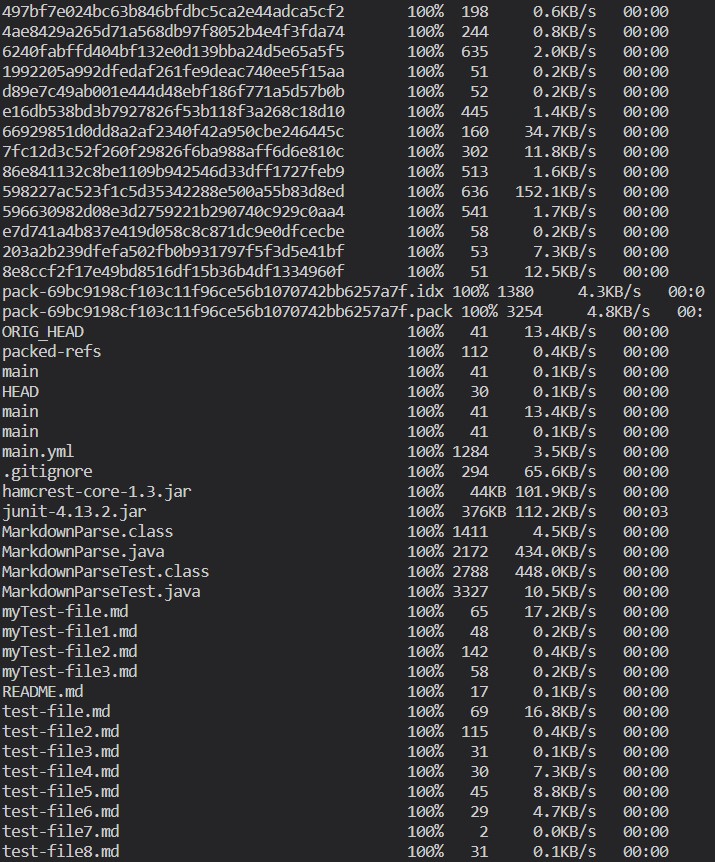 497bf7e024bc63b846bfdbc5ca2e44adca5cf2 100% 198 0.6KB/s 00:00
4ae8429a265d71a568db97f8052b4e4f3fda74 100% 244 0.8KB/s 00:00
6240fabffd404bf132e0d139bba24d5e65a5f5 100% 635 2.0KB/s 00:00
1992205a992dfedaf261fe9deac740ee5f15aa 100% 51 0.2KB/s 00:00
d89e7c49ab001e444d48ebf186f771a5d57b0b 100% 52 0.2KB/s 00:00
e16db538bd3b7927826f53b118f3a268c18d10 100% 445 1.4KB/s 00:00
66929851d0dd8a2af2340f42a950cbe246445c 100% 160 34.7KB/s 00:00
7fc12d3c52f260f29826f6ba988aff6d6e810c 100% 302 11.8KB/s 00:00
86e841132c8be1109b942546d33dff1727feb9 100% 513 1.6KB/s 00:00
598227ac523f1c5d35342288e500a55b83d8ed 100% 636 152.1KB/s 00:00
596630982d08e3d2759221b290740c929c0aa4 100% 541 1.7KB/s 00:00
e7d741a4b837e419d058c8c871dc9e0dfcecbe 100% 58 0.2KB/s 00:00
203a2b239dfefa502fb0b931797f5f3d5e41bf 100% 53 7.3KB/s 00:00
8e8ccf2f17e49bd8516df15b36b4df1334960f 100% 51 12.5KB/s 00:00
pack-69bc9198cf103c11f96ce56b1070742bb6257a7f.idx 100% 1380 4.3KB/s 00:0
pack-69bc9198cf103c11f96ce56b1070742bb6257a7f.pack 100% 3254 4.8KB/s 00:
ORIG_HEAD 100% 41 13.4KB/s 00:00
packed-refs 100% 112 0.4KB/s 00:00
main 100% 41 0.1KB/s 00:00
HEAD 100% 30 0.1KB/s 00:00
main 100% 41 13.4KB/s 00:00
main 100% 41 0.1KB/s 00:00
main.yml 100% 1284 3.5KB/s 00:00
.gitignore 100% 294 65.6KB/s 00:00
hamcrest-core-1.3.jar 100% 44KB 101.9KB/s 00:00
junit-4.13.2.jar 100% 376KB 112.2KB/s 00:03
MarkdownParse.class 100% 1411 4.5KB/s 00:00
MarkdownParse.java 100% 2172 434.0KB/s 00:00
MarkdownParseTest.class 100% 2788 448.0KB/s 00:00
MarkdownParseTest.java 100% 3327 10.5KB/s 00:00
myTest-file.md 100% 65 17.2KB/s 00:00
myTest-file1.md 100% 48 0.2KB/s 00:00
myTest-file2.md 100% 142 0.4KB/s 00:00
myTest-file3.md 100% 58 0.2KB/s 00:00
README.md 100% 17 0.1KB/s 00:00
test-file.md 100% 69 16.8KB/s 00:00
test-file2.md 100% 115 0.4KB/s 00:00
test-file3.md 100% 31 0.1KB/s 00:00
test-file4.md 100% 30 7.3KB/s 00:00
test-file5.md 100% 45 8.8KB/s 00:00
test-file6.md 100% 29 4.7KB/s 00:00
test-file7.md 100% 2 0.0KB/s 00:00
test-file8.md 100% 31 0.1KB/s 00:00